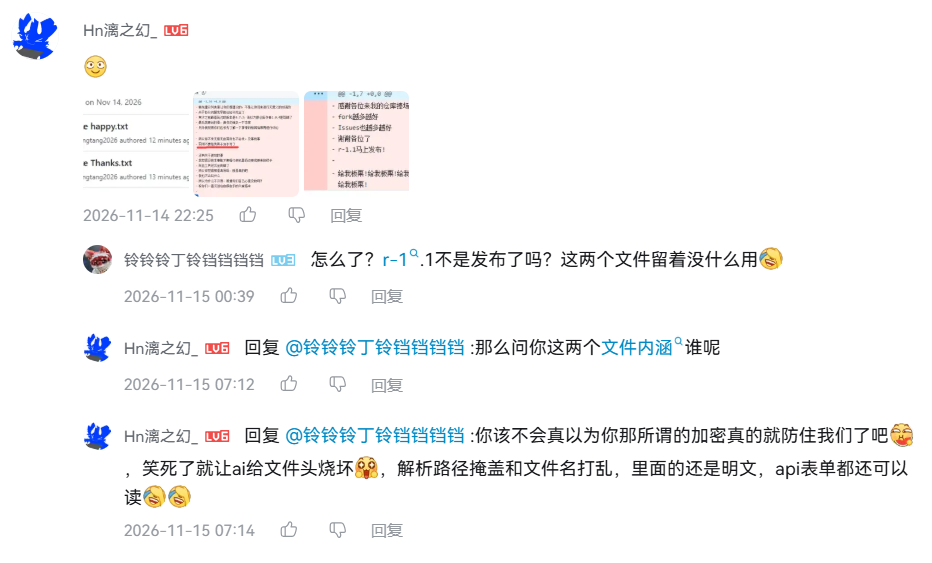 Hn漓之幻_ LV6
on Nov 14, 2026
e happy.txt
ngtang2026 authored 12 minutes ag
e Thanks.txt
ngtang2026 authored 13 minutes ag
@@ -1,7 +0,0 @@
- 感谢各位来我的仓库捧场
- fork越多越好
- Issues也越多越好
- 谢谢各位了
- r-1.1马上发布!
-
- 给我板栗!给我板栗!给我
给我板栗!
2026-11-14 22:25 回复
铃铃铃丁铃铛铛铛铛 LV3 怎么了？r-1.1不是发布了吗？这两个文件留着没什么用
2026-11-15 00:39 回复
Hn漓之幻_ LV6 回复 @铃铃铃丁铃铛铛铛铛 :那么问你这两个文件内涵谁呢
2026-11-15 07:12 回复
Hn漓之幻_ LV6 回复 @铃铃铃丁铃铛铛铛铛 :你该不会真以为你那所谓的加密真的就防住我们了吧
，笑死了就让ai给文件头烧坏，解析路径掩盖和文件名打乱，里面的还是明文，api表单都还可以
读
2026-11-15 07:14 回复